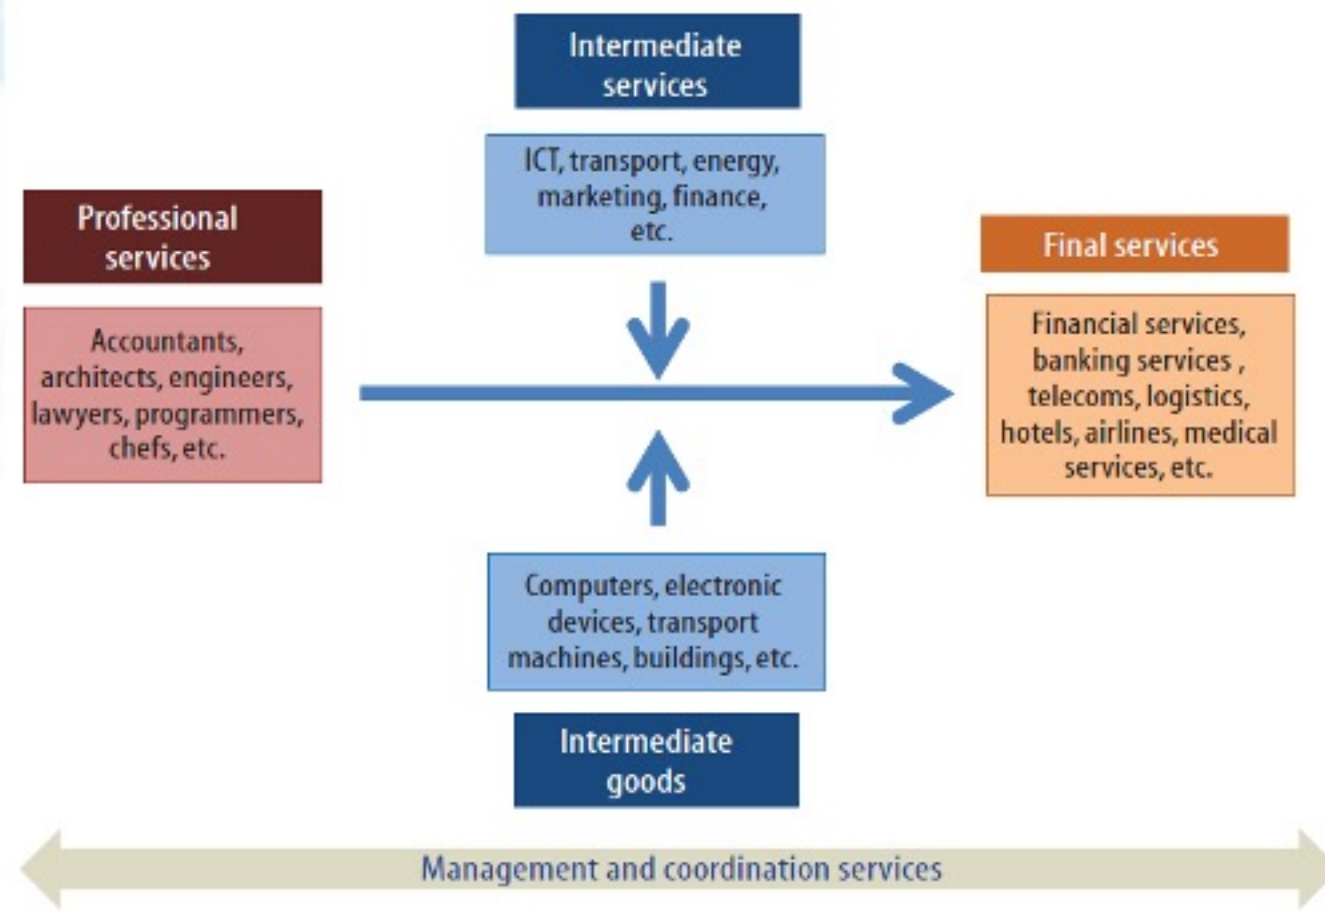 Intermediate
services
ICT, transport, energy,
marketing, finance,
etc.
Professional
services
Accountants,
architects, engineers,
lawyers, programmers,
chefs, etc.
Final services
Financial services,
banking services ,
telecoms, logistics,
hotels, airlines, medical
services, etc.
Computers, electronic
devices, transport
machines, buildings, etc.
Intermediate
goods
Management and coordination services